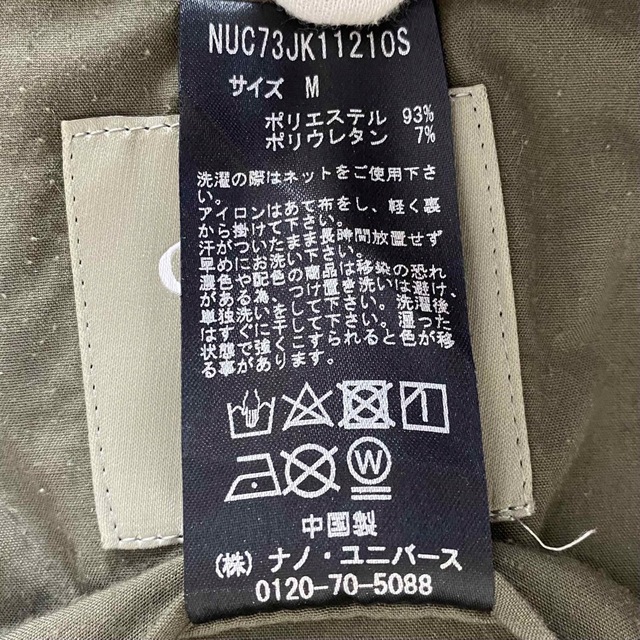 NUC73JK11210S
サイズ M
ポリエステル 93%
ポリウレタン 7%
洗濯の際はネットをご使用下さ
い。
アイロンはあて布をし、軽く裏
から掛けて下さい。
汗がついたまま長時間放置せず
早めにお洗い下さい。
濃色や配色の商品は移染の恐れ
がある為、つけ置き洗いは避け、
単独洗いをして下さい。洗濯後
はすぐに干して下さい。湿った
状態で強くこすられると色が移
る事があります。
W
中国製
(株) ナノ・ユニバース
0120-70-5088